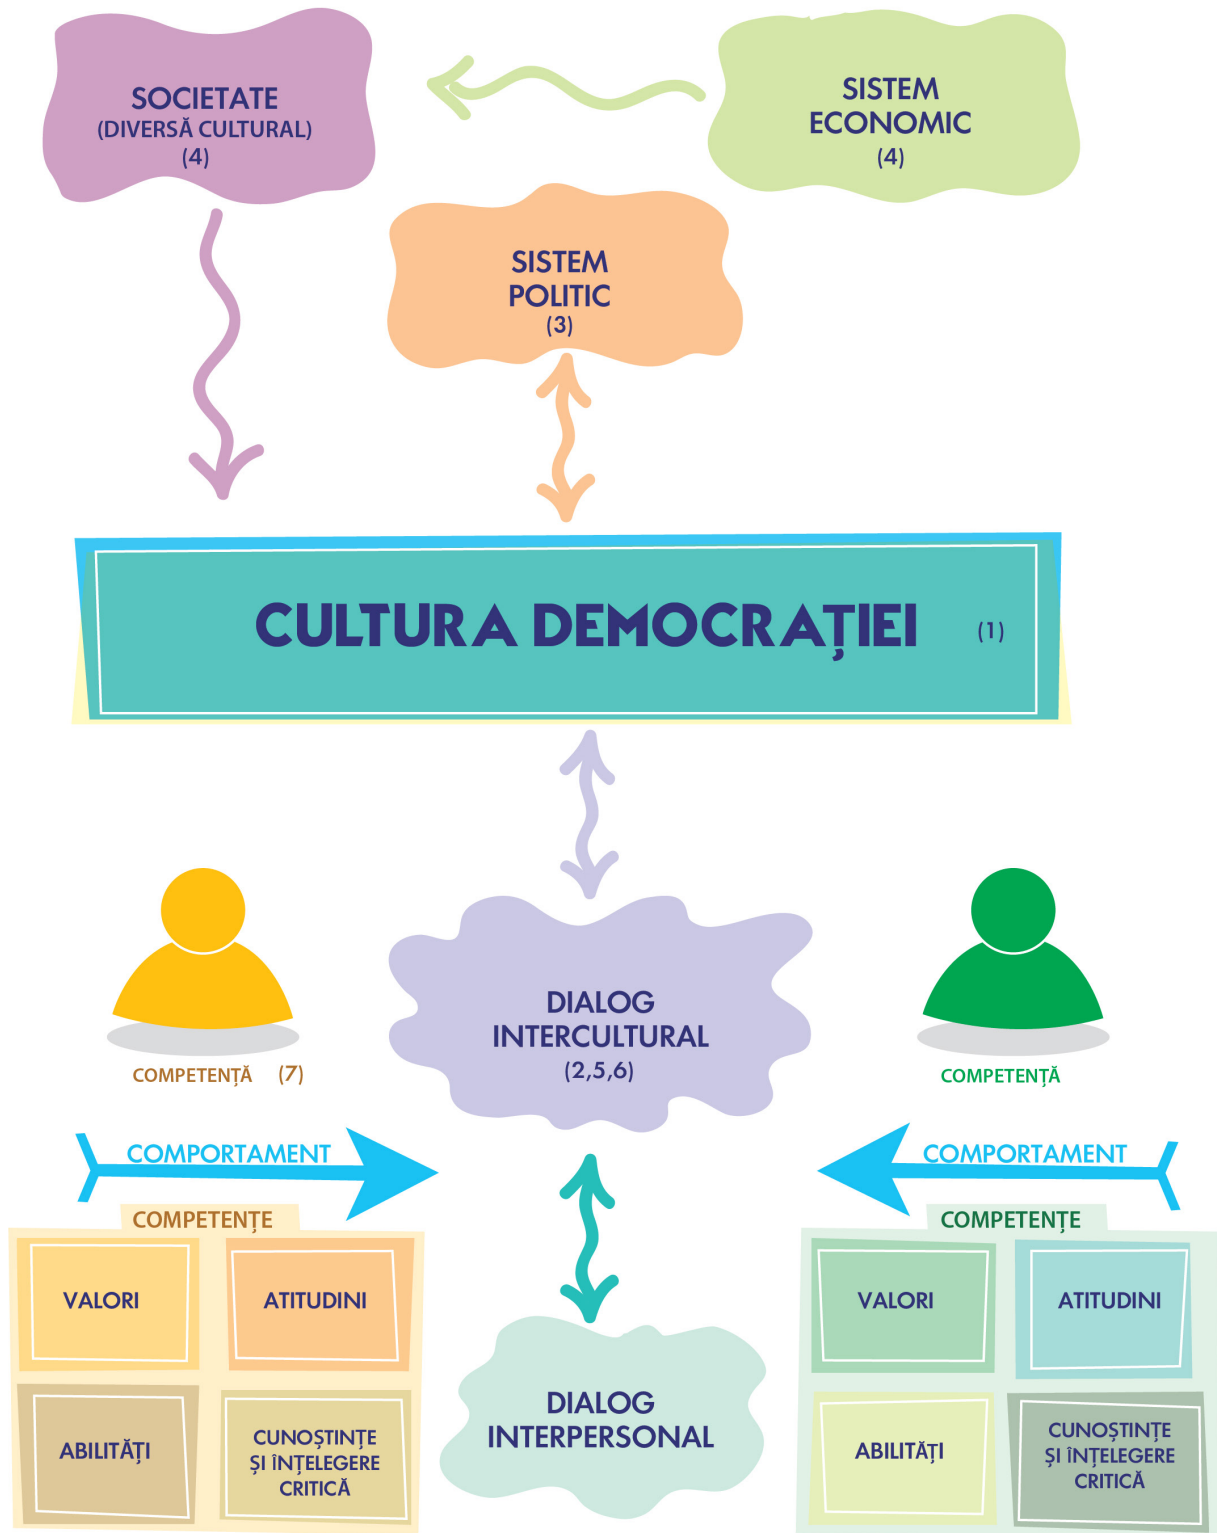 SOCIETATE
(DIVERSĂ CULTURAL)
(4)
SISTEM
ECONOMIC
(4)
SISTEM
POLITIC
(3)
CULTURA DEMOCRAȚIEI (1)
DIALOG
INTERCULTURAL
(2,5,6)
COMPETENȚĂ (7)
COMPETENȚĂ
COMPORTAMENT
COMPORTAMENT
COMPETENȚE
VALORI
ATITUDINI
ABILITĂȚI
CUNOȘTINȚE
ȘI ÎNȚELEGERE
CRITICĂ
DIALOG
INTERPERSONAL
COMPETENȚE
VALORI
ATITUDINI
ABILITĂȚI
CUNOȘTINȚE
ȘI ÎNȚELEGERE
CRITICĂ